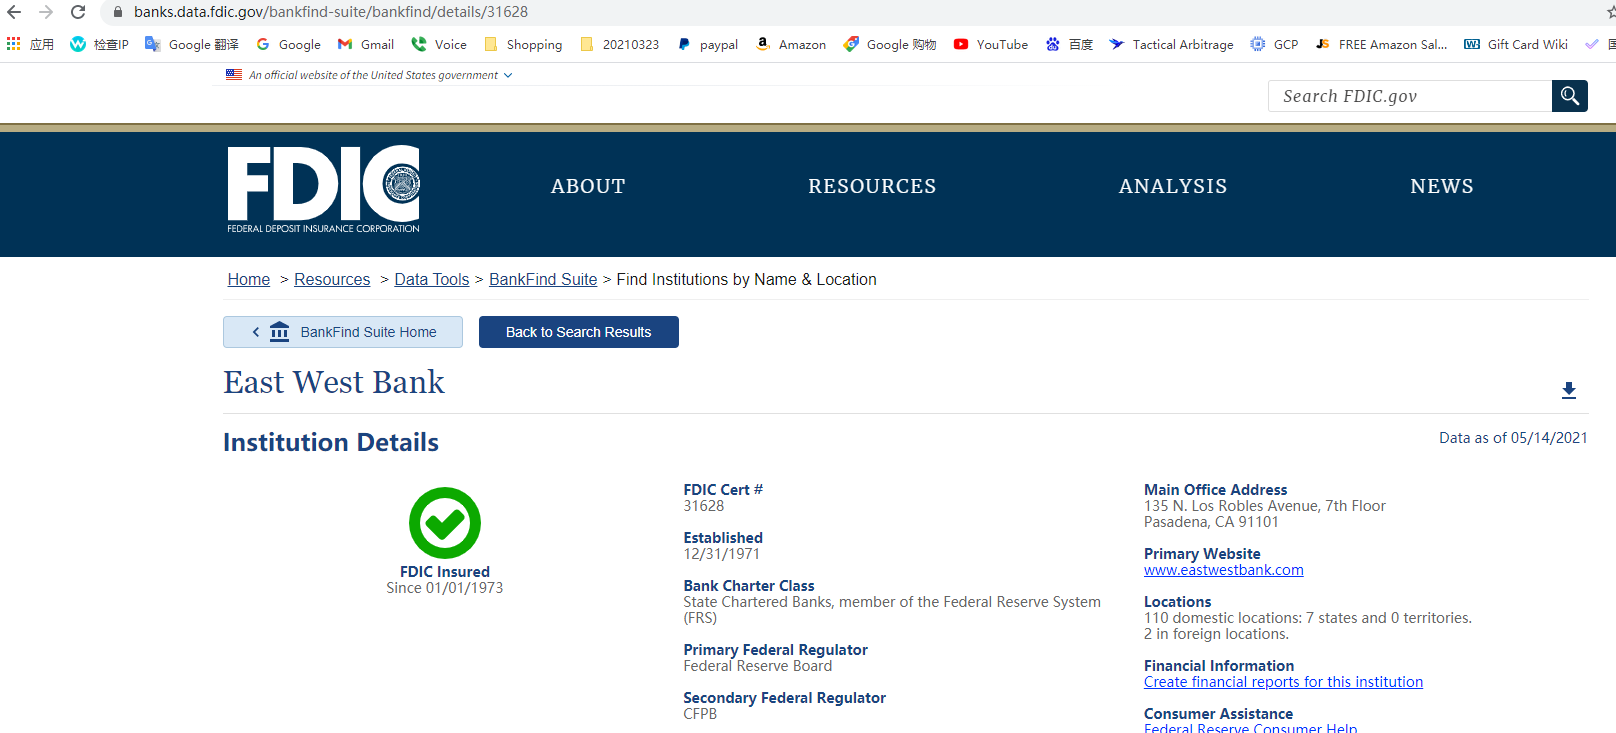 banks.data.fdic.gov/bankfind-suite/bankfind/details/31628
应用 检查IP Google 翻译 Google Gmail Voice Shopping 20210323 paypal Amazon Google 购物 YouTube 百度 Tactical Arbitrage GCP FREE Amazon Sal... Gift Card Wiki
An official website of the United States government
Search FDIC.gov
FDIC
FEDERAL DEPOSIT INSURANCE CORPORATION
ABOUT RESOURCES ANALYSIS NEWS
Home > Resources > Data Tools > BankFind Suite > Find Institutions by Name & Location
BankFind Suite Home Back to Search Results
East West Bank
Institution Details
Data as of 05/14/2021
FDIC Insured
Since 01/01/1973
FDIC Cert #
31628
Established
12/31/1971
Bank Charter Class
State Chartered Banks, member of the Federal Reserve System
(FRS)
Primary Federal Regulator
Federal Reserve Board
Secondary Federal Regulator
CFPB
Main Office Address
135 N. Los Robles Avenue, 7th Floor
Pasadena, CA 91101
Primary Website
www.eastwestbank.com
Locations
110 domestic locations: 7 states and 0 territories.
2 in foreign locations.
Financial Information
Create financial reports for this institution
Consumer Assistance
Federal Reserve Consumer Help